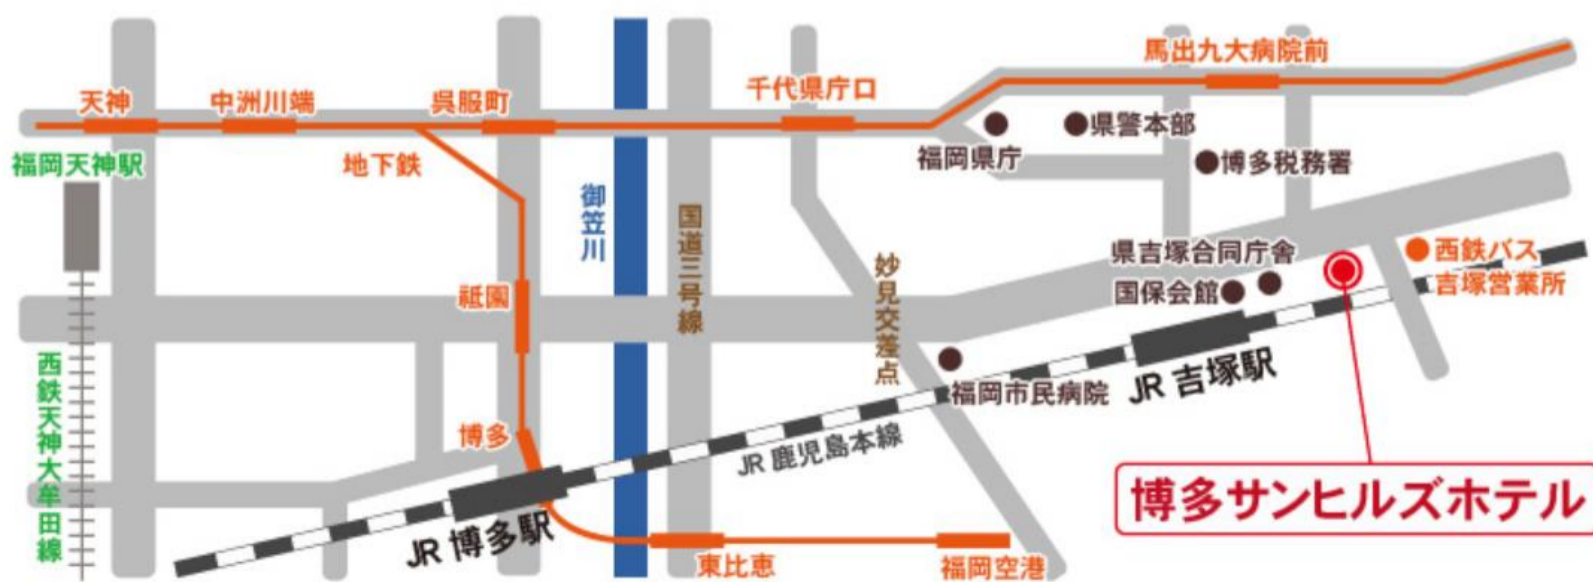 馬出九大病院前
千代県庁口
天神
中洲川端
呉服町
県警本部
福岡県庁
博多税務署
福岡天神駅
地下鉄
御笠川
国道三号線
妙見交差点
県吉塚合同庁舎
国保会館
西鉄バス
吉塚営業所
祇園
西鉄天神大牟田線
福岡市民病院
JR 吉塚駅
博多
JR 鹿児島本線
博多サンヒルズホテル
JR 博多駅
東比恵
福岡空港